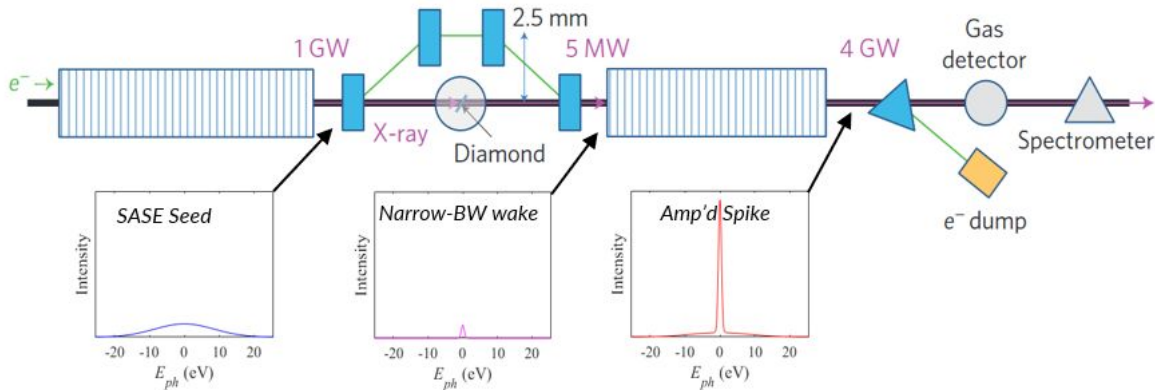 2.5 mm
1 GW
5 MW
4 GW
Gas
detector
e⁻
X-ray
Diamond
Spectrometer
e⁻ dump
SASE Seed
Intensity
-20 -10 0 10 20
E_ph (eV)
Narrow-BW wake
Intensity
-20 -10 0 10 20
E_ph (eV)
Amp'd Spike
Intensity
-20 -10 0 10 20
E_ph (eV)